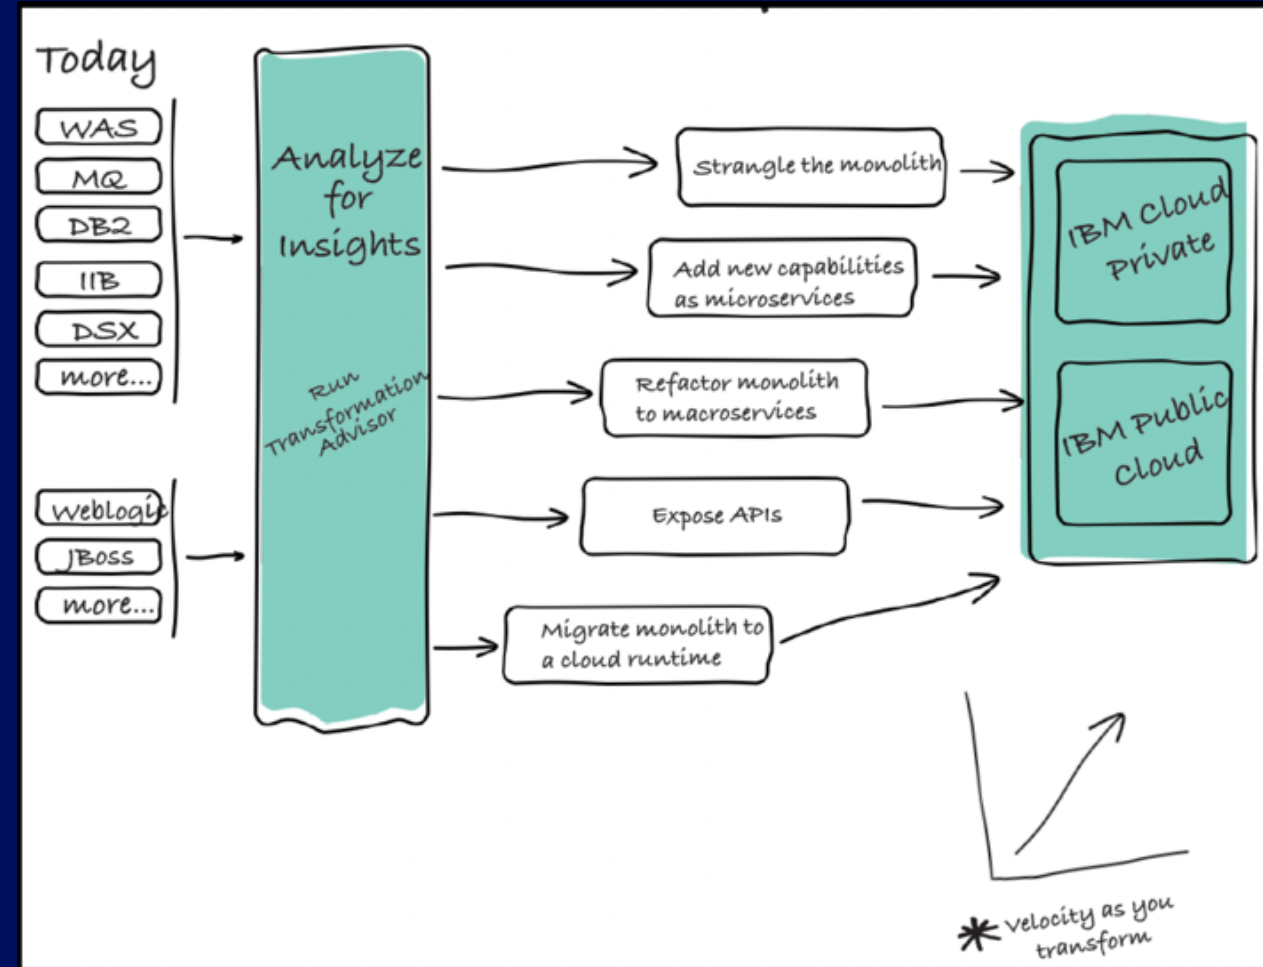 Today
WAS
MQ
DB2
IIB
DSX
more...
Weblogic
JBoss
more...
Analyze
for
Insights
Run
Transformation
Advisor
Strangle the monolith
Add new capabilities
as microservices
Refactor monolith
to macroservices
Expose APIs
Migrate monolith to
a cloud runtime
IBM Cloud
Private
IBM Public
Cloud
* Velocity as you
transform